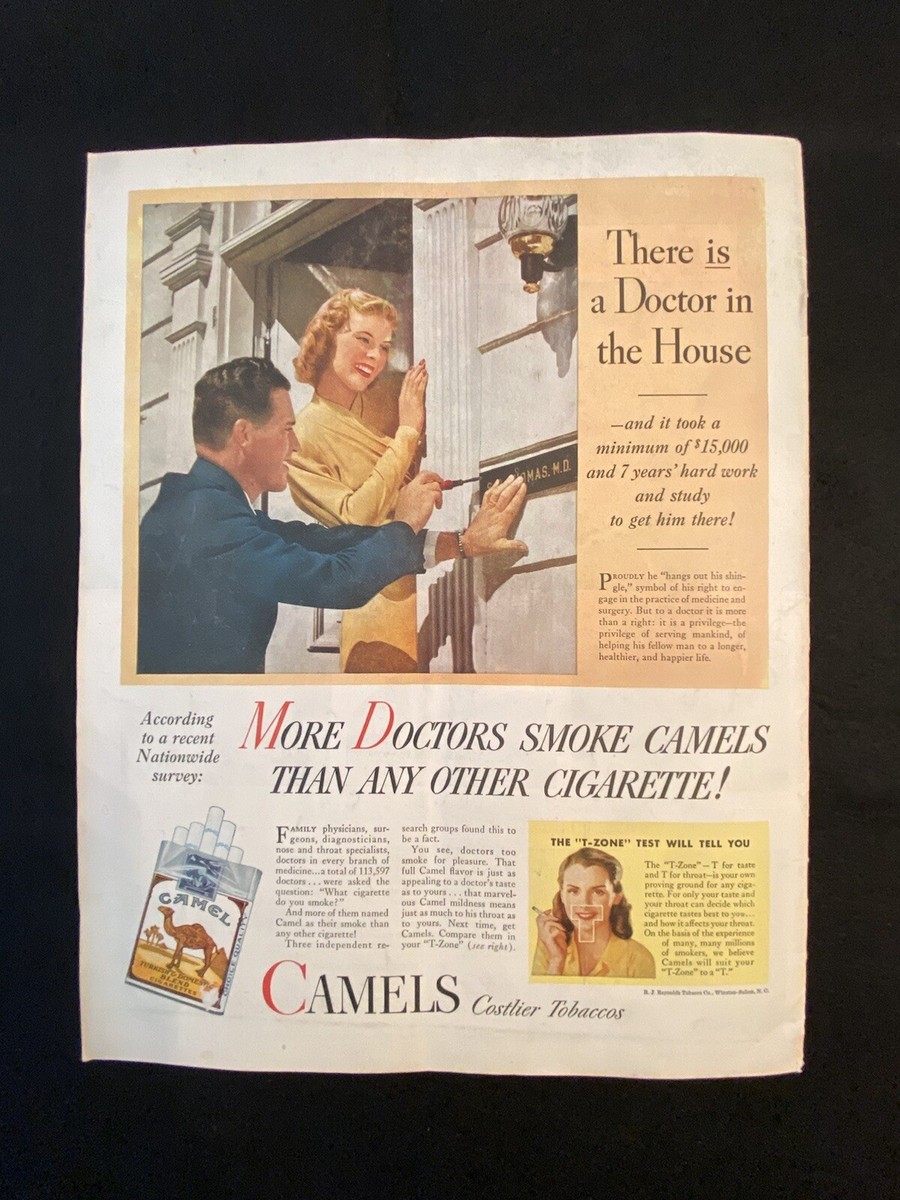 There is
a Doctor in
the House
—and it took a
minimum of $15,000
and 7 years' hard work
and study
to get him there!
PROUDLY he "hangs out his shin-
gle," symbol of his right to en-
gage in the practice of medicine and
surgery. But to a doctor it is more
than a right: it is a privilege—the
privilege of serving mankind, of
helping his fellow man to a longer,
healthier, and happier life.
OMAS, M.D.
According
to a recent
Nationwide
survey:
MORE DOCTORS SMOKE CAMELS
THAN ANY OTHER CIGARETTE!
FAMILY physicians, sur-
geons, diagnosticians,
nose and throat specialists,
doctors in every branch of
medicine...a total of 113,597
doctors...were asked the
question: "What cigarette
do you smoke?"
And more of them named
Camel as their smoke than
any other cigarette!
Three independent re-
search groups found this to
be a fact.
You see, doctors too
smoke for pleasure. That
full Camel flavor is just as
appealing to a doctor's taste
as to yours...that marvel-
ous Camel mildness means
just as much to his throat as
to yours. Next time, get
Camels. Compare them in
your "T-Zone" (see right).
THE "T-ZONE" TEST WILL TELL YOU
The "T-Zone"—T for taste
and T for throat—is your own
proving ground for any ciga-
rette. For only your taste and
your throat can decide which
cigarette tastes best to you...
and how it affects your throat.
On the basis of the experience
of many, many millions
of smokers, we believe
Camels will suit your
"T-Zone" to a "T."
R. J. Reynolds Tobacco Co., Winston-Salem, N. C.
CAMEL
TURKISH & DOMESTIC
BLEND
CIGARETTES
CHOICE QUALITY
CAMELS Costlier Tobaccos